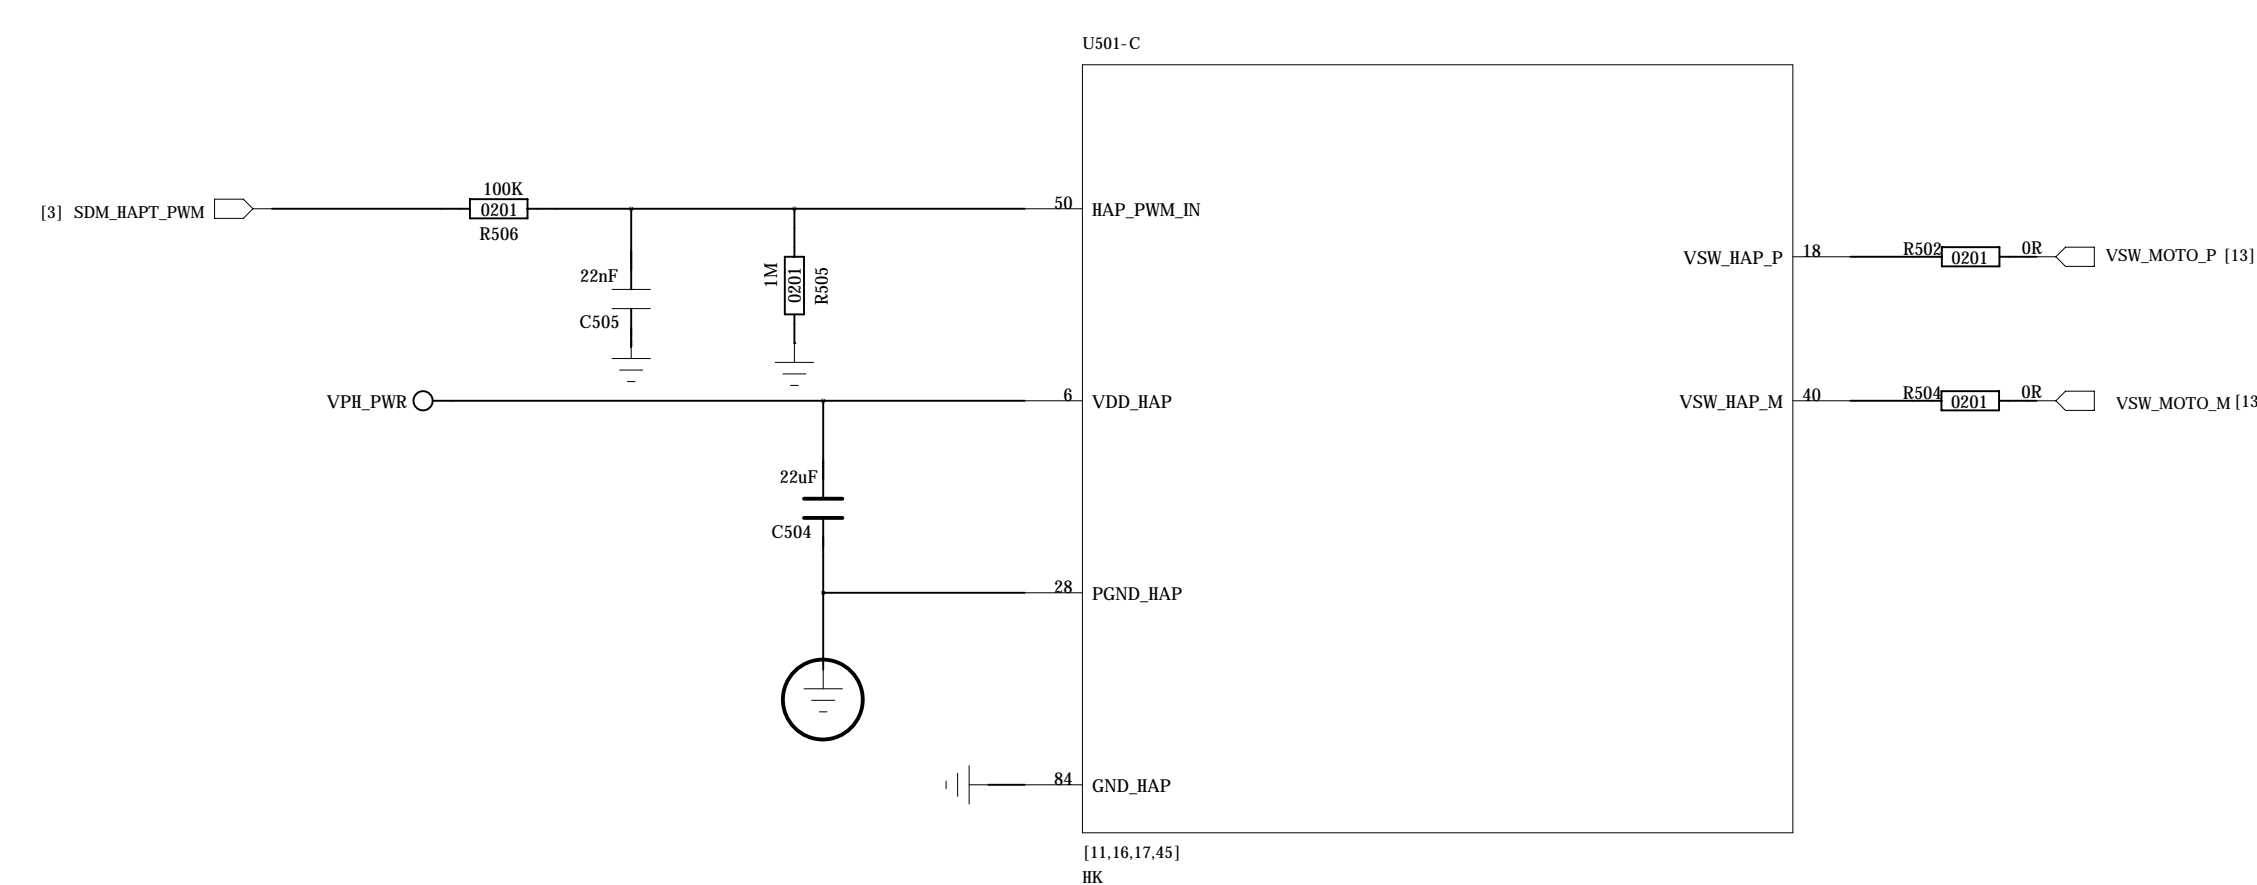 U501-C
100K
[3] SDM_HAPT_PWM
0201
R506
50
HAP_PWM_IN
22nF
C505
1M
0201
R505
VSW_HAP_P
18
R502
0201
0R
VSW_MOTO_P [13]
VPH_PWR
6
VDD_HAP
VSW_HAP_M
40
R504
0201
0R
VSW_MOTO_M [13
22uF
C504
28
PGND_HAP
84
GND_HAP
[11,16,17,45]
HK